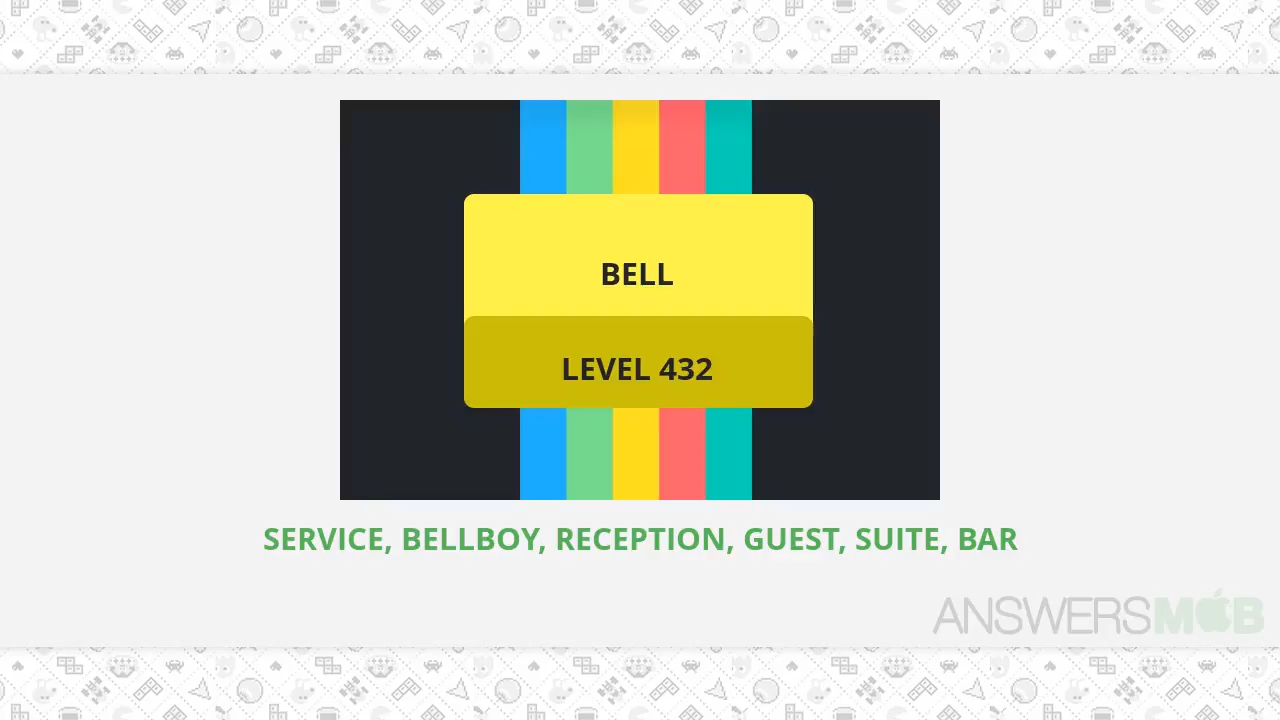 BELL
LEVEL 432
SERVICE, BELLBOY, RECEPTION, GUEST, SUITE, BAR
ANSWERSMOB